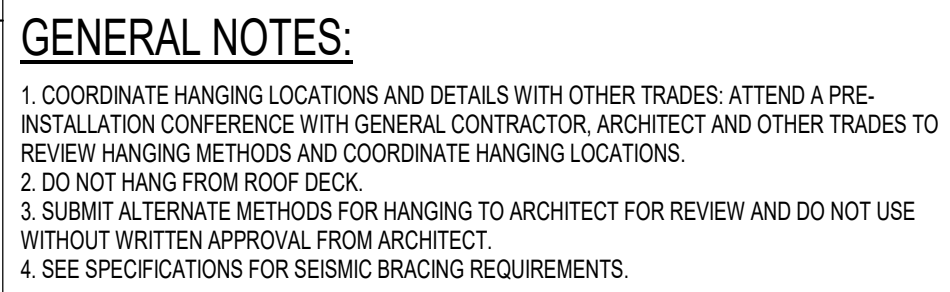 GENERAL NOTES:
1. COORDINATE HANGING LOCATIONS AND DETAILS WITH OTHER TRADES: ATTEND A PRE-
INSTALLATION CONFERENCE WITH GENERAL CONTRACTOR, ARCHITECT AND OTHER TRADES TO
REVIEW HANGING METHODS AND COORDINATE HANGING LOCATIONS.
2. DO NOT HANG FROM ROOF DECK.
3. SUBMIT ALTERNATE METHODS FOR HANGING TO ARCHITECT FOR REVIEW AND DO NOT USE
WITHOUT WRITTEN APPROVAL FROM ARCHITECT.
4. SEE SPECIFICATIONS FOR SEISMIC BRACING REQUIREMENTS.